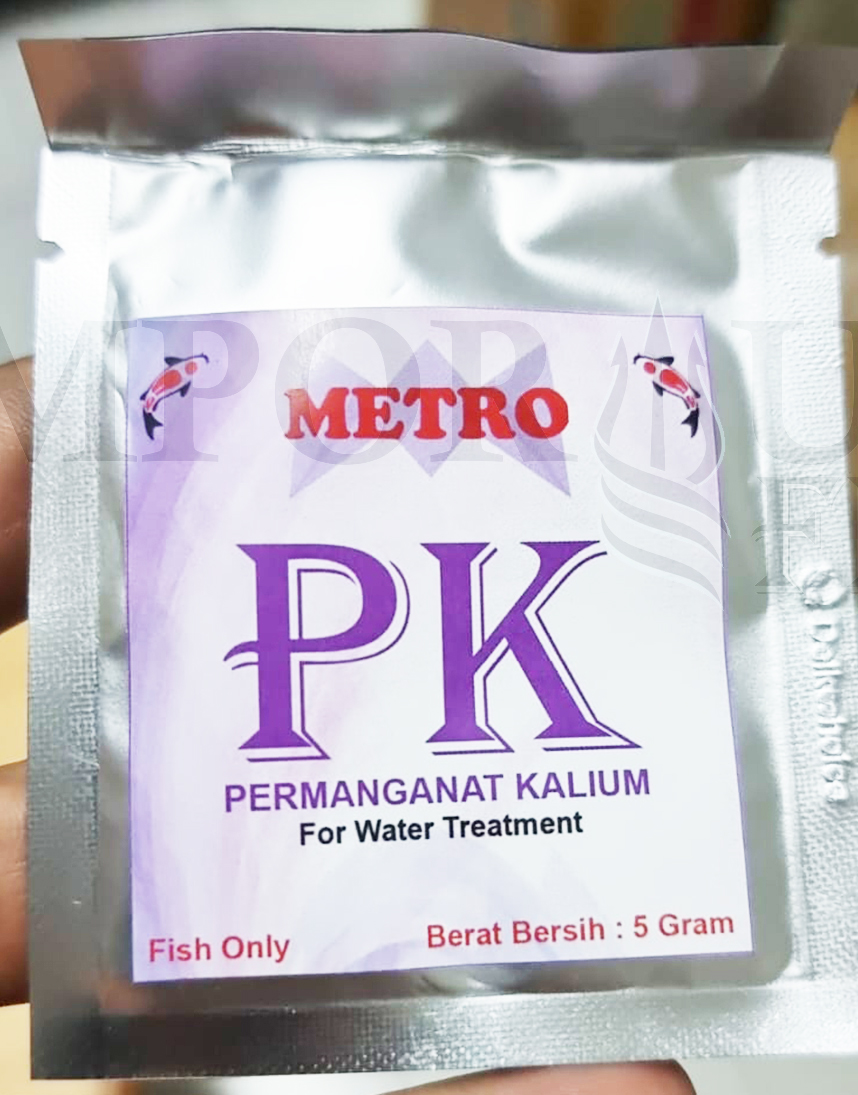 METRO
PK
PERMANGANAT KALIUM
For Water Treatment
Fish Only
Berat Bersih : 5 Gram